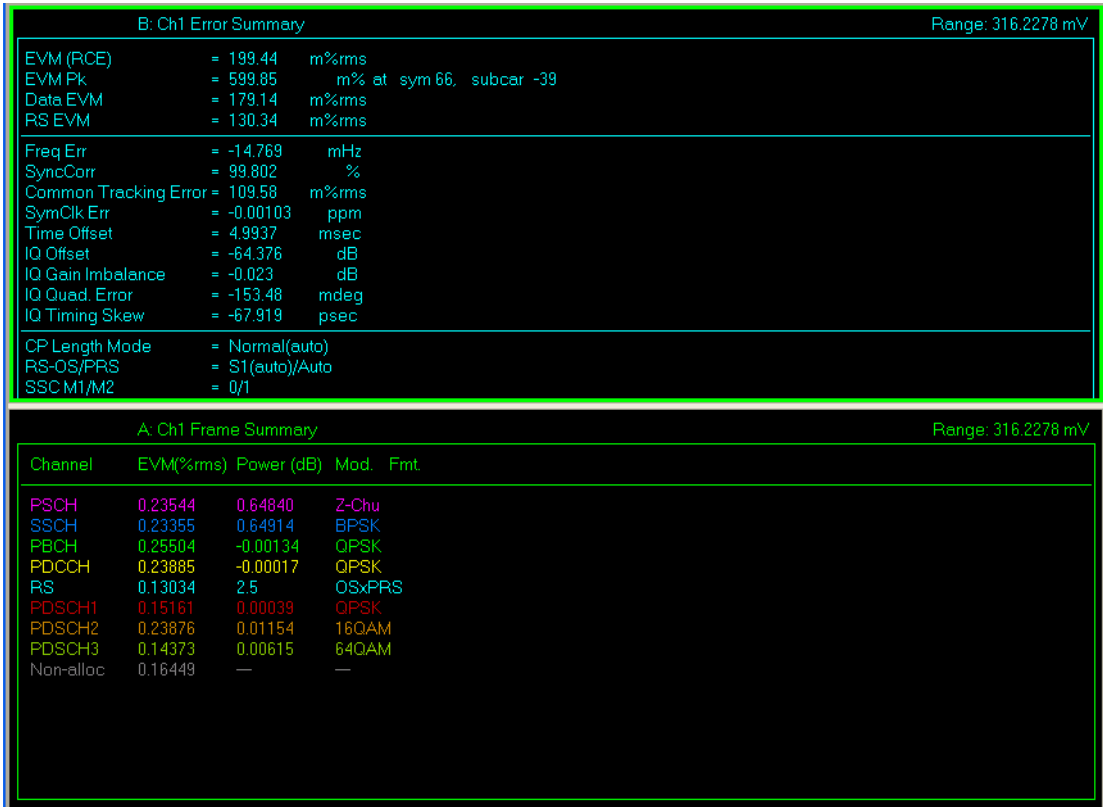 B: Ch1 Error Summary Range: 316.2278 mV
EVM (RCE) = 199.44 m%rms
EVM Pk = 599.85 m% at sym 66, subcar -39
Data EVM = 179.14 m%rms
RS EVM = 130.34 m%rms
Freq Err = -14.769 mHz
SyncCorr = 99.802 %
Common Tracking Error = 109.58 m%rms
SymClk Err = -0.00103 ppm
Time Offset = 4.9937 msec
IQ Offset = -64.376 dB
IQ Gain Imbalance = -0.023 dB
IQ Quad. Error = -153.48 mdeg
IQ Timing Skew = -67.919 psec
CP Length Mode = Normal(auto)
RS-OS/PRS = S1(auto)/Auto
SSC M1/M2 = 0/1
A: Ch1 Frame Summary Range: 316.2278 mV
Channel EVM(%rms) Power (dB) Mod. Fmt.
PSCH 0.23544 0.64840 Z-Chu
SSCH 0.23355 0.64914 BPSK
PBCH 0.25504 -0.00134 QPSK
PDCCH 0.23885 -0.00017 QPSK
RS 0.13034 2.5 OSxPRS
PDSCH1 0.15161 0.00039 QPSK
PDSCH2 0.23876 0.01154 16QAM
PDSCH3 0.14373 0.00615 64QAM
Non-alloc 0.16449 — —